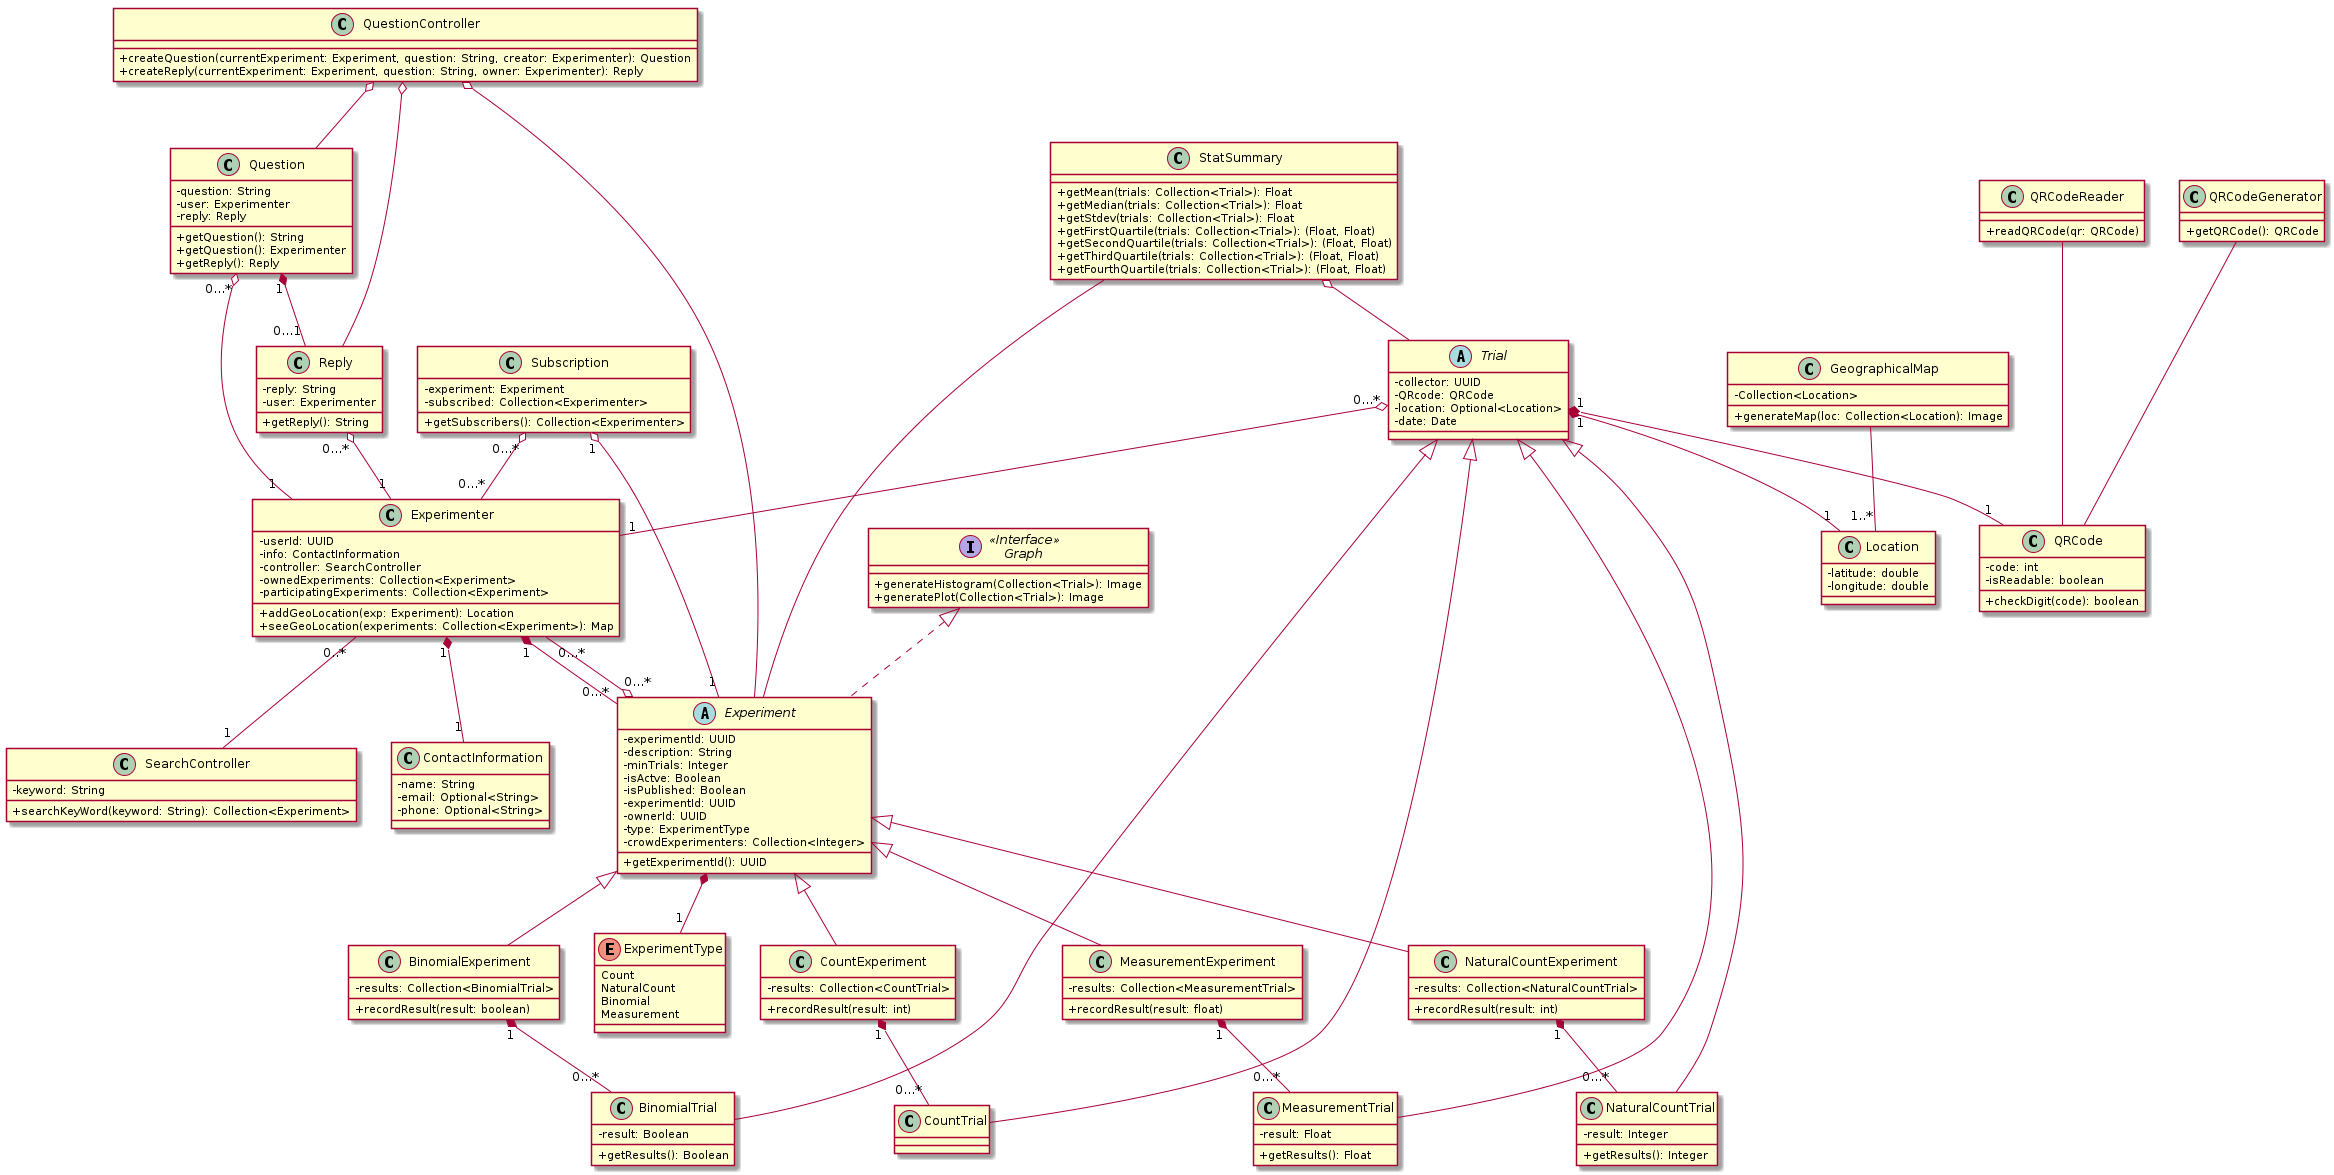 C QuestionController
+createQuestion(currentExperiment: Experiment, question: String, creator: Experimenter): Question
+createReply(currentExperiment: Experiment, question: String, owner: Experimenter): Reply
C Question
-question: String
-user: Experimenter
-reply: Reply
+getQuestion(): String
+getQuestion(): Experimenter
+getReply(): Reply
0...*
1
0...1
C StatSummary
+getMean(trials: Collection<Trial>): Float
+getMedian(trials: Collection<Trial>): Float
+getStdev(trials: Collection<Trial>): Float
+getFirstQuartile(trials: Collection<Trial>): (Float, Float)
+getSecondQuartile(trials: Collection<Trial>): (Float, Float)
+getThirdQuartile(trials: Collection<Trial>): (Float, Float)
+getFourthQuartile(trials: Collection<Trial>): (Float, Float)
C QRCodeReader
+readQRCode(qr: QRCode)
C QRCodeGenerator
+getQRCode(): QRCode
C Reply
-reply: String
-user: Experimenter
+getReply(): String
0...*
1
1
C Subscription
-experiment: Experiment
-subscribed: Collection<Experimenter>
+getSubscribers(): Collection<Experimenter>
0...*
1
0...*
A Trial
-collector: UUID
-QRcode: QRCode
-location: Optional<Location>
-date: Date
0...*
1
1
1
1
1
C GeographicalMap
-Collection<Location>
+generateMap(loc: Collection<Location): Image
1..*
C Experimenter
-userId: UUID
-info: ContactInformation
-controller: SearchController
-ownedExperiments: Collection<Experiment>
-participatingExperiments: Collection<Experiment>
+addGeoLocation(exp: Experiment): Location
+seeGeoLocation(experiments: Collection<Experiment>): Map
0..*
1
1
0...*
0...*
0...*
1
1
1
I «Interface»
Graph
+generateHistogram(Collection<Trial>): Image
+generatePlot(Collection<Trial>): Image
C Location
-latitude: double
-longitude: double
C QRCode
-code: int
-isReadable: boolean
+checkDigit(code): boolean
C SearchController
-keyword: String
+searchKeyWord(keyword: String): Collection<Experiment>
C ContactInformation
-name: String
-email: Optional<String>
-phone: Optional<String>
A Experiment
-experimentId: UUID
-description: String
-minTrials: Integer
-isActve: Boolean
-isPublished: Boolean
-experimentId: UUID
-ownerId: UUID
-type: ExperimentType
-crowdExperimenters: Collection<Integer>
+getExperimentId(): UUID
1
C BinomialExperiment
-results: Collection<BinomialTrial>
+recordResult(result: boolean)
1
0...*
E ExperimentType
Count
NaturalCount
Binomial
Measurement
C CountExperiment
-results: Collection<CountTrial>
+recordResult(result: int)
1
0...*
C MeasurementExperiment
-results: Collection<MeasurementTrial>
+recordResult(result: float)
1
0...*
C NaturalCountExperiment
-results: Collection<NaturalCountTrial>
+recordResult(result: int)
1
0...*
C BinomialTrial
-result: Boolean
+getResults(): Boolean
C CountTrial
C MeasurementTrial
-result: Float
+getResults(): Float
C NaturalCountTrial
-result: Integer
+getResults(): Integer